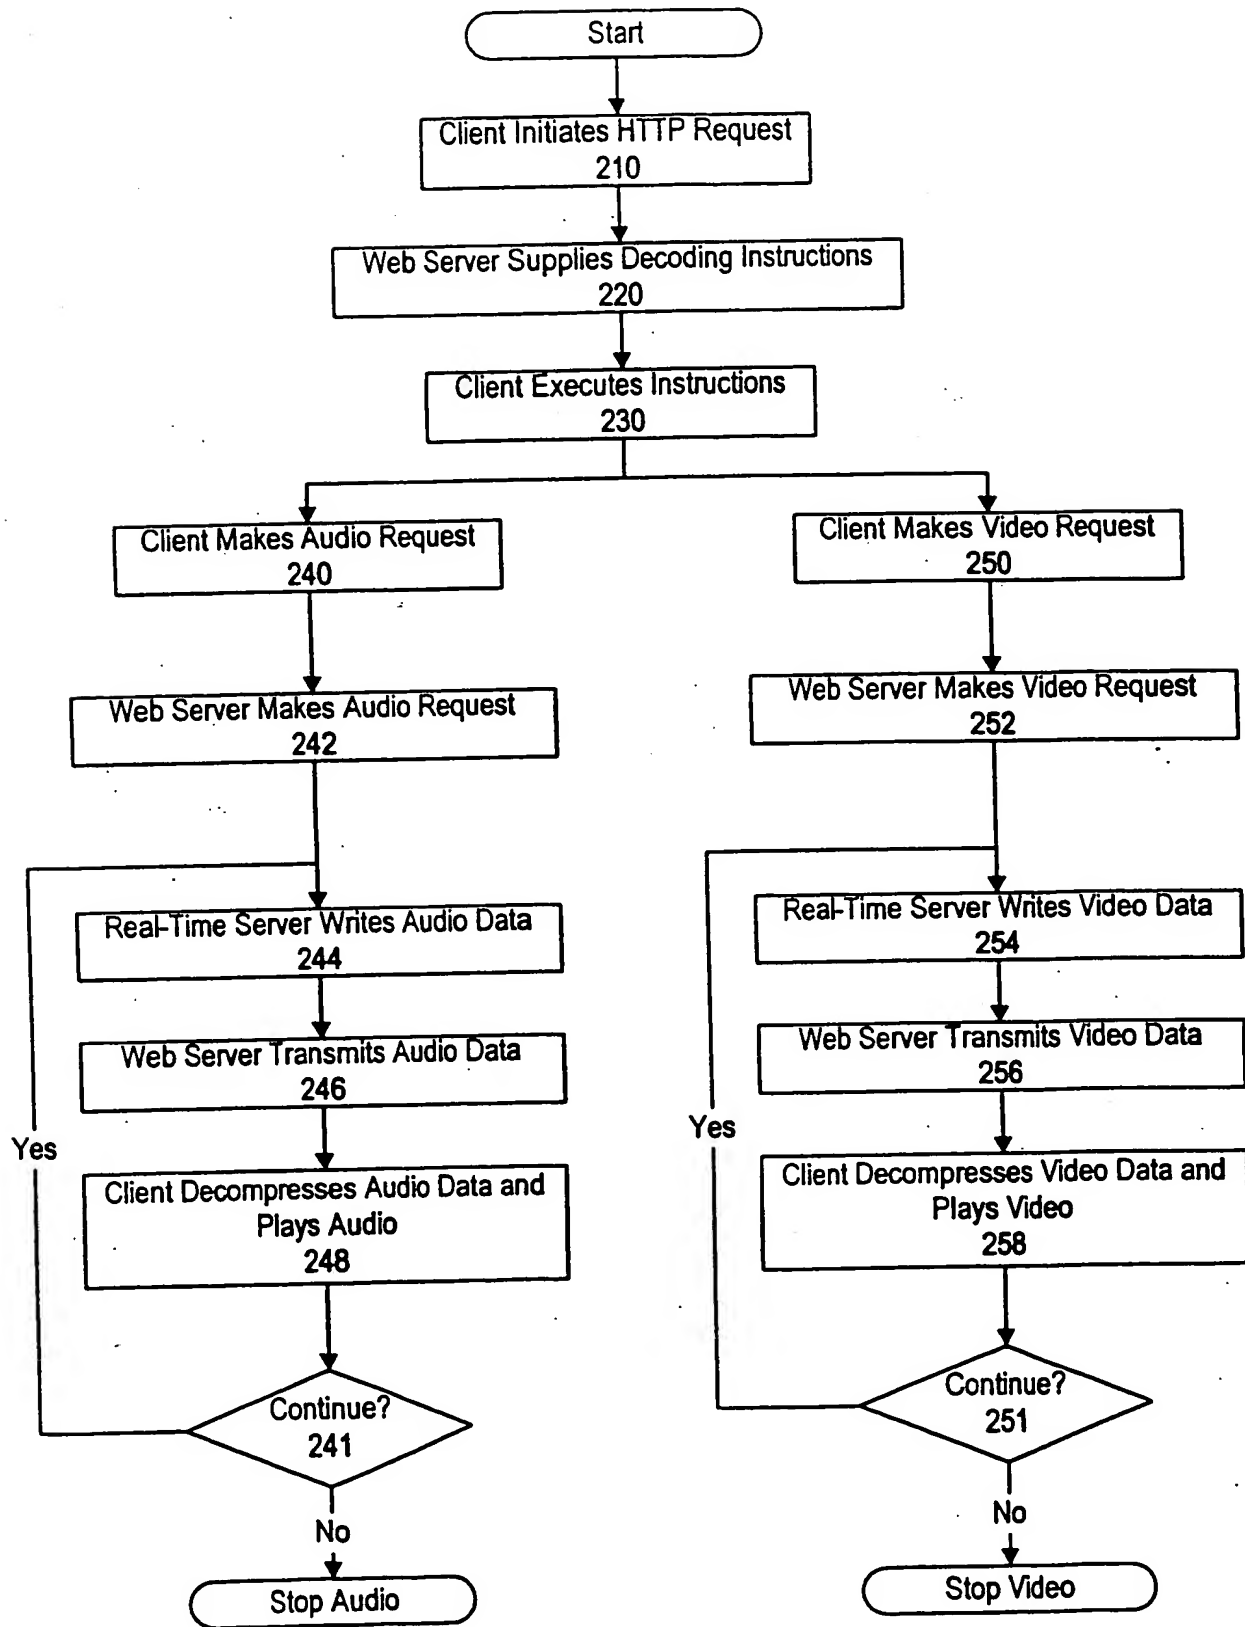 Start
Client Initiates HTTP Request
210
Web Server Supplies Decoding Instructions
220
Client Executes Instructions
230
Client Makes Audio Request
240
Web Server Makes Audio Request
242
Real-Time Server Writes Audio Data
244
Web Server Transmits Audio Data
246
Yes
Client Decompresses Audio Data and
Plays Audio
248
Continue?
241
No
Stop Audio
Client Makes Video Request
250
Web Server Makes Video Request
252
Real-Time Server Writes Video Data
254
Web Server Transmits Video Data
256
Yes
Client Decompresses Video Data and
Plays Video
258
Continue?
251
No
Stop Video